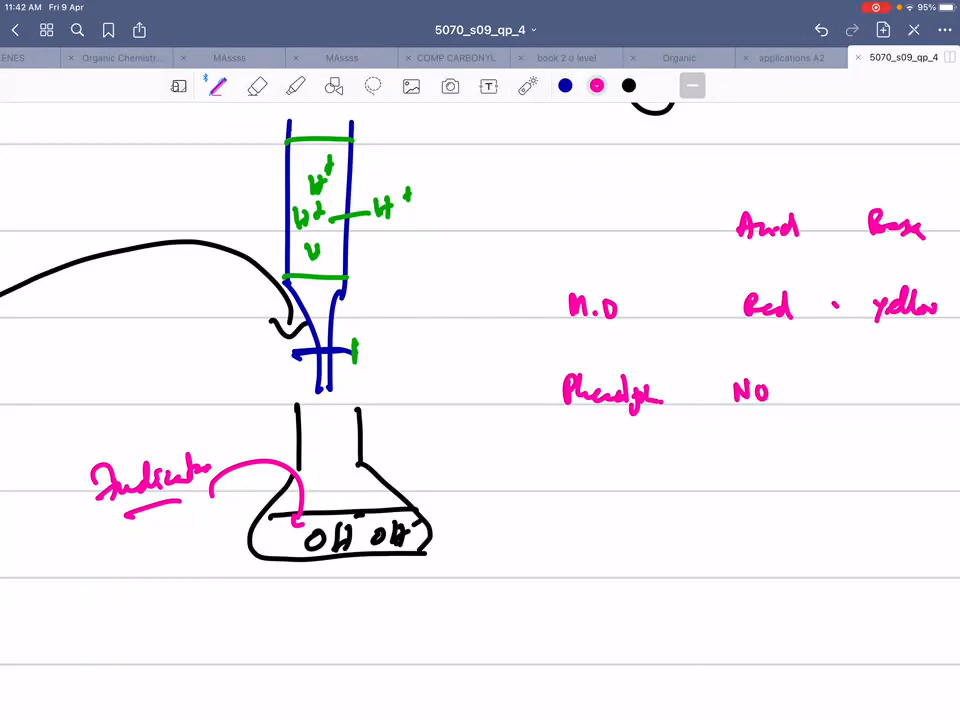 11:42 AM Fri 9 Apr 95%
5070_s09_qp_4
ENES Organic Chemistr... MAssss MAssss COMP CARBONYL book 2 o level Organic applications A2 5070_s09_qp_4
T
H+
H+ H+
Acid Base
M.O Red yellow
Phenolph. No
Indicator
OH- OH-